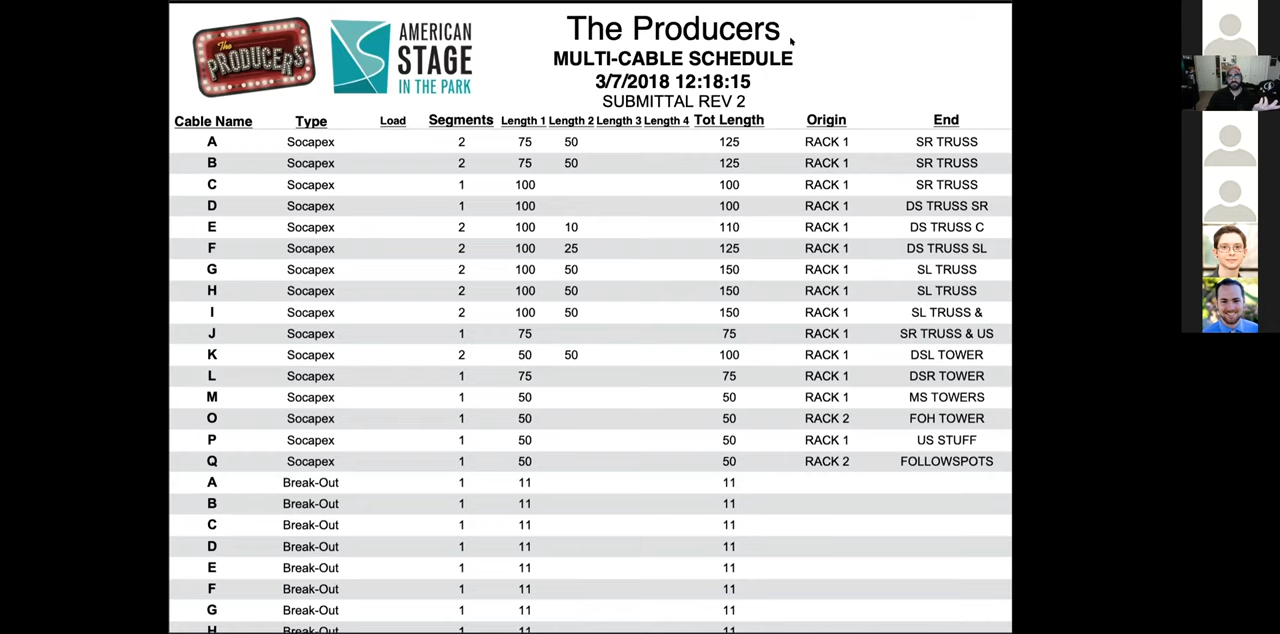 The PRODUCERS
AMERICAN
STAGE
IN THE PARK
The Producers
MULTI-CABLE SCHEDULE
3/7/2018 12:18:15
SUBMITTAL REV 2
Cable Name Type Load Segments Length 1 Length 2 Length 3 Length 4 Tot Length Origin End
A Socapex 2 75 50 125 RACK 1 SR TRUSS
B Socapex 2 75 50 125 RACK 1 SR TRUSS
C Socapex 1 100 100 RACK 1 SR TRUSS
D Socapex 1 100 100 RACK 1 DS TRUSS SR
E Socapex 2 100 10 110 RACK 1 DS TRUSS C
F Socapex 2 100 25 125 RACK 1 DS TRUSS SL
G Socapex 2 100 50 150 RACK 1 SL TRUSS
H Socapex 2 100 50 150 RACK 1 SL TRUSS
I Socapex 2 100 50 150 RACK 1 SL TRUSS &
J Socapex 1 75 75 RACK 1 SR TRUSS & US
K Socapex 2 50 50 100 RACK 1 DSL TOWER
L Socapex 1 75 75 RACK 1 DSR TOWER
M Socapex 1 50 50 RACK 1 MS TOWERS
O Socapex 1 50 50 RACK 2 FOH TOWER
P Socapex 1 50 50 RACK 1 US STUFF
Q Socapex 1 50 50 RACK 2 FOLLOWSPOTS
A Break-Out 1 11 11
B Break-Out 1 11 11
C Break-Out 1 11 11
D Break-Out 1 11 11
E Break-Out 1 11 11
F Break-Out 1 11 11
G Break-Out 1 11 11
H Break-Out 1 11 11